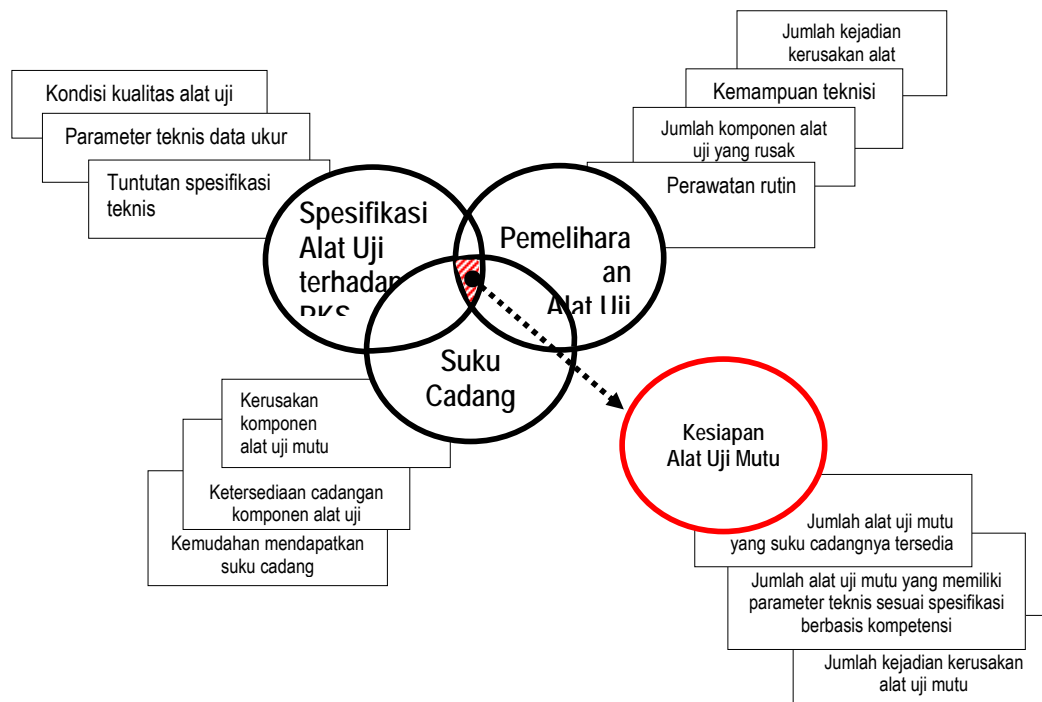 Jumlah kejadian
kerusakan alat
Kemampuan teknisi
Jumlah komponen alat
uji yang rusak
Perawatan rutin
Kondisi kualitas alat uji
Parameter teknis data ukur
Tuntutan spesifikasi
teknis
Spesifikasi
Alat Uji
terhadap
PKS
Pemelihara
an
Alat Uji
Suku
Cadang
Kerusakan
komponen
alat uji mutu
Ketersediaan cadangan
komponen alat uji
Kemudahan mendapatkan
suku cadang
Kesiapan
Alat Uji Mutu
Jumlah alat uji mutu
yang suku cadangnya tersedia
Jumlah alat uji mutu yang memiliki
parameter teknis sesuai spesifikasi
berbasis kompetensi
Jumlah kejadian kerusakan
alat uji mutu